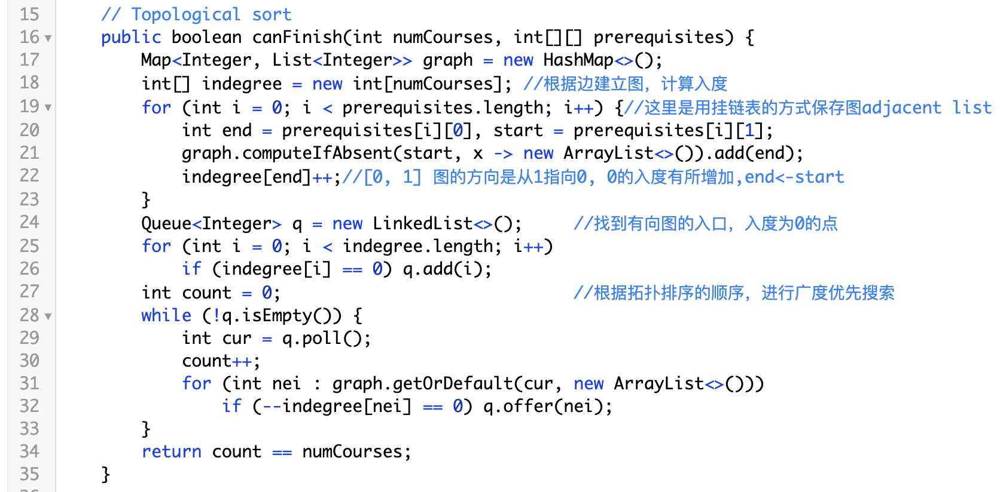 15 // Topological sort
16 public boolean canFinish(int numCourses, int[][] prerequisites) {
17 Map<Integer, List<Integer>> graph = new HashMap<>();
18 int[] indegree = new int[numCourses]; //根据边建立图，计算入度
19 for (int i = 0; i < prerequisites.length; i++) {//这里是用挂链表的方式保存图adjacent list
20 int end = prerequisites[i][0], start = prerequisites[i][1];
21 graph.computeIfAbsent(start, x -> new ArrayList<>()).add(end);
22 indegree[end]++;//[0, 1] 图的方向是从1指向0, 0的入度有所增加,end<-start
23 }
24 Queue<Integer> q = new LinkedList<>(); //找到有向图的入口，入度为0的点
25 for (int i = 0; i < indegree.length; i++)
26 if (indegree[i] == 0) q.add(i);
27 int count = 0; //根据拓扑排序的顺序，进行广度优先搜索
28 while (!q.isEmpty()) {
29 int cur = q.poll();
30 count++;
31 for (int nei : graph.getOrDefault(cur, new ArrayList<>()))
32 if (--indegree[nei] == 0) q.offer(nei);
33 }
34 return count == numCourses;
35 }